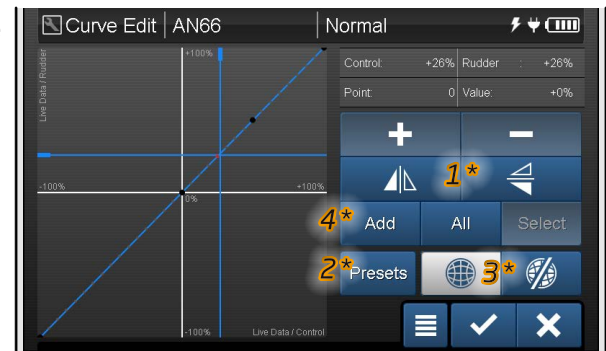 Curve Edit AN66 Normal
Live Data / Rudder
+100%
-100%
0%
+100%
-100%
Live Data / Control
Control: +26% Rudder : +26%
Point: 0 Value: +0%
1*
4* Add All Select
2* Presets 3*